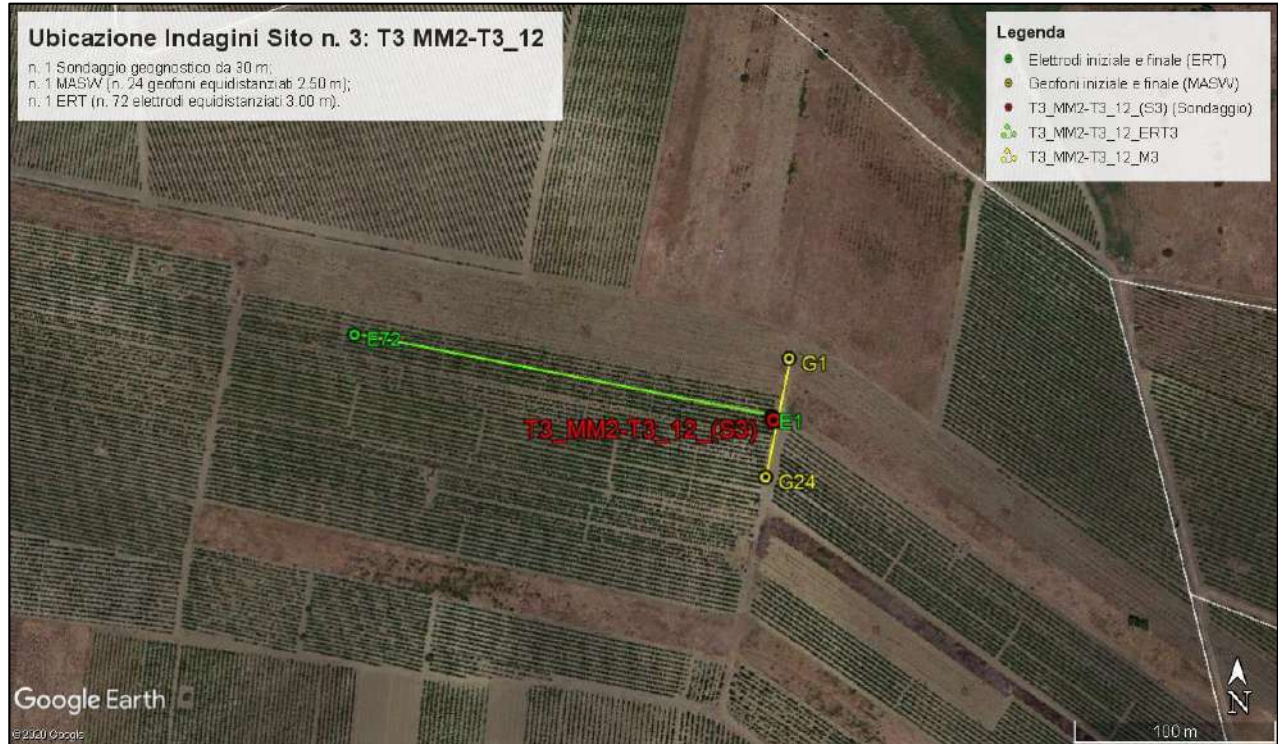 Ubicazione Indagini Sito n. 3: T3 MM2-T3_12
n. 1 Sondaggio geognostico da 30 m;
n. 1 MASW (n. 24 geofoni equidistanziati 2.50 m);
n. 1 ERT (n. 72 elettrodi equidistanziati 3.00 m).
Legenda
Elettrodi iniziale e finale (ERT)
Geofoni iniziale e finale (MASW)
T3_MM2-T3_12_(S3) (Sondaggio)
T3_MM2-T3_12_ERT3
T3_MM2-T3_12_M3
E72
G1
E1
T3_MM2-T3_12_(S3)
G24
Google Earth
©2020 Google
N
100 m